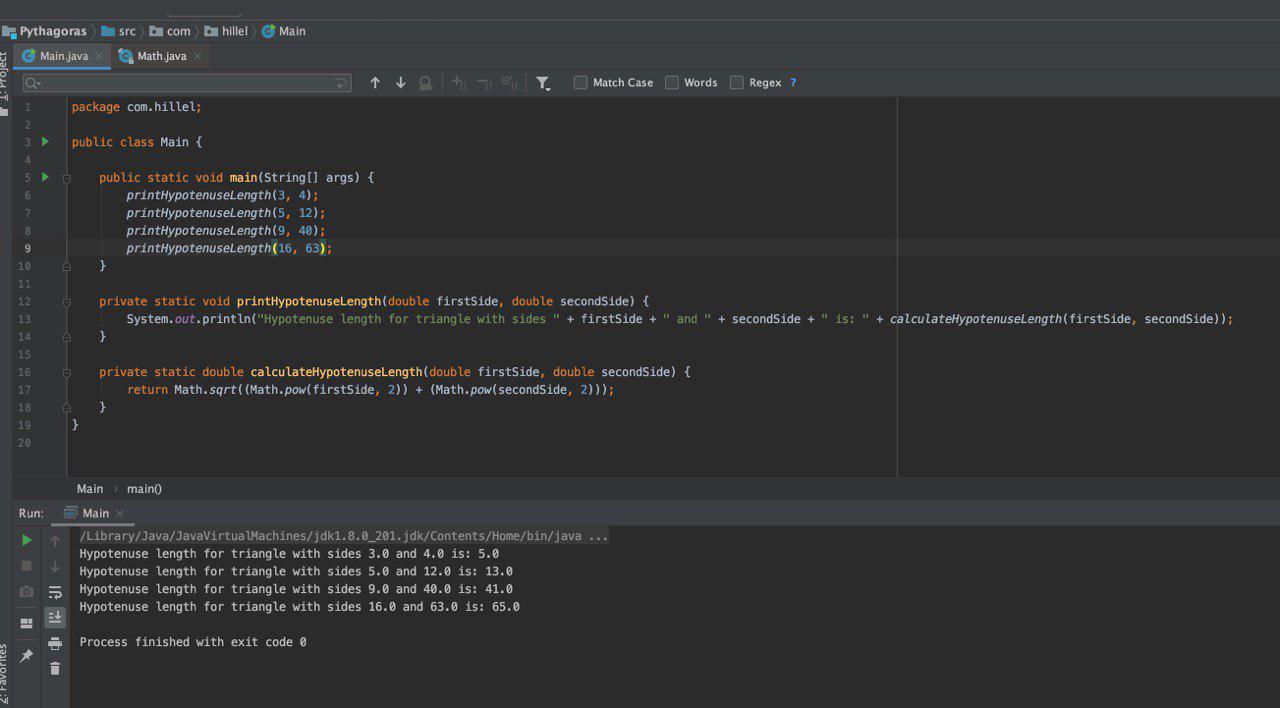 Pythagoras src com hillel Main
Main.java Math.java
1: Project
Match Case Words Regex ?
1 package com.hillel;
2
3 public class Main {
4
5 public static void main(String[] args) {
6 printHypotenuseLength(3, 4);
7 printHypotenuseLength(5, 12);
8 printHypotenuseLength(9, 40);
9 printHypotenuseLength(16, 63);
10 }
11
12 private static void printHypotenuseLength(double firstSide, double secondSide) {
13 System.out.println("Hypotenuse length for triangle with sides " + firstSide + " and " + secondSide + " is: " + calculateHypotenuseLength(firstSide, secondSide));
14 }
15
16 private static double calculateHypotenuseLength(double firstSide, double secondSide) {
17 return Math.sqrt((Math.pow(firstSide, 2)) + (Math.pow(secondSide, 2)));
18 }
19 }
20
Main main()
Run: Main
/Library/Java/JavaVirtualMachines/jdk1.8.0_201.jdk/Contents/Home/bin/java ...
Hypotenuse length for triangle with sides 3.0 and 4.0 is: 5.0
Hypotenuse length for triangle with sides 5.0 and 12.0 is: 13.0
Hypotenuse length for triangle with sides 9.0 and 40.0 is: 41.0
Hypotenuse length for triangle with sides 16.0 and 63.0 is: 65.0
Process finished with exit code 0
2: Favorites